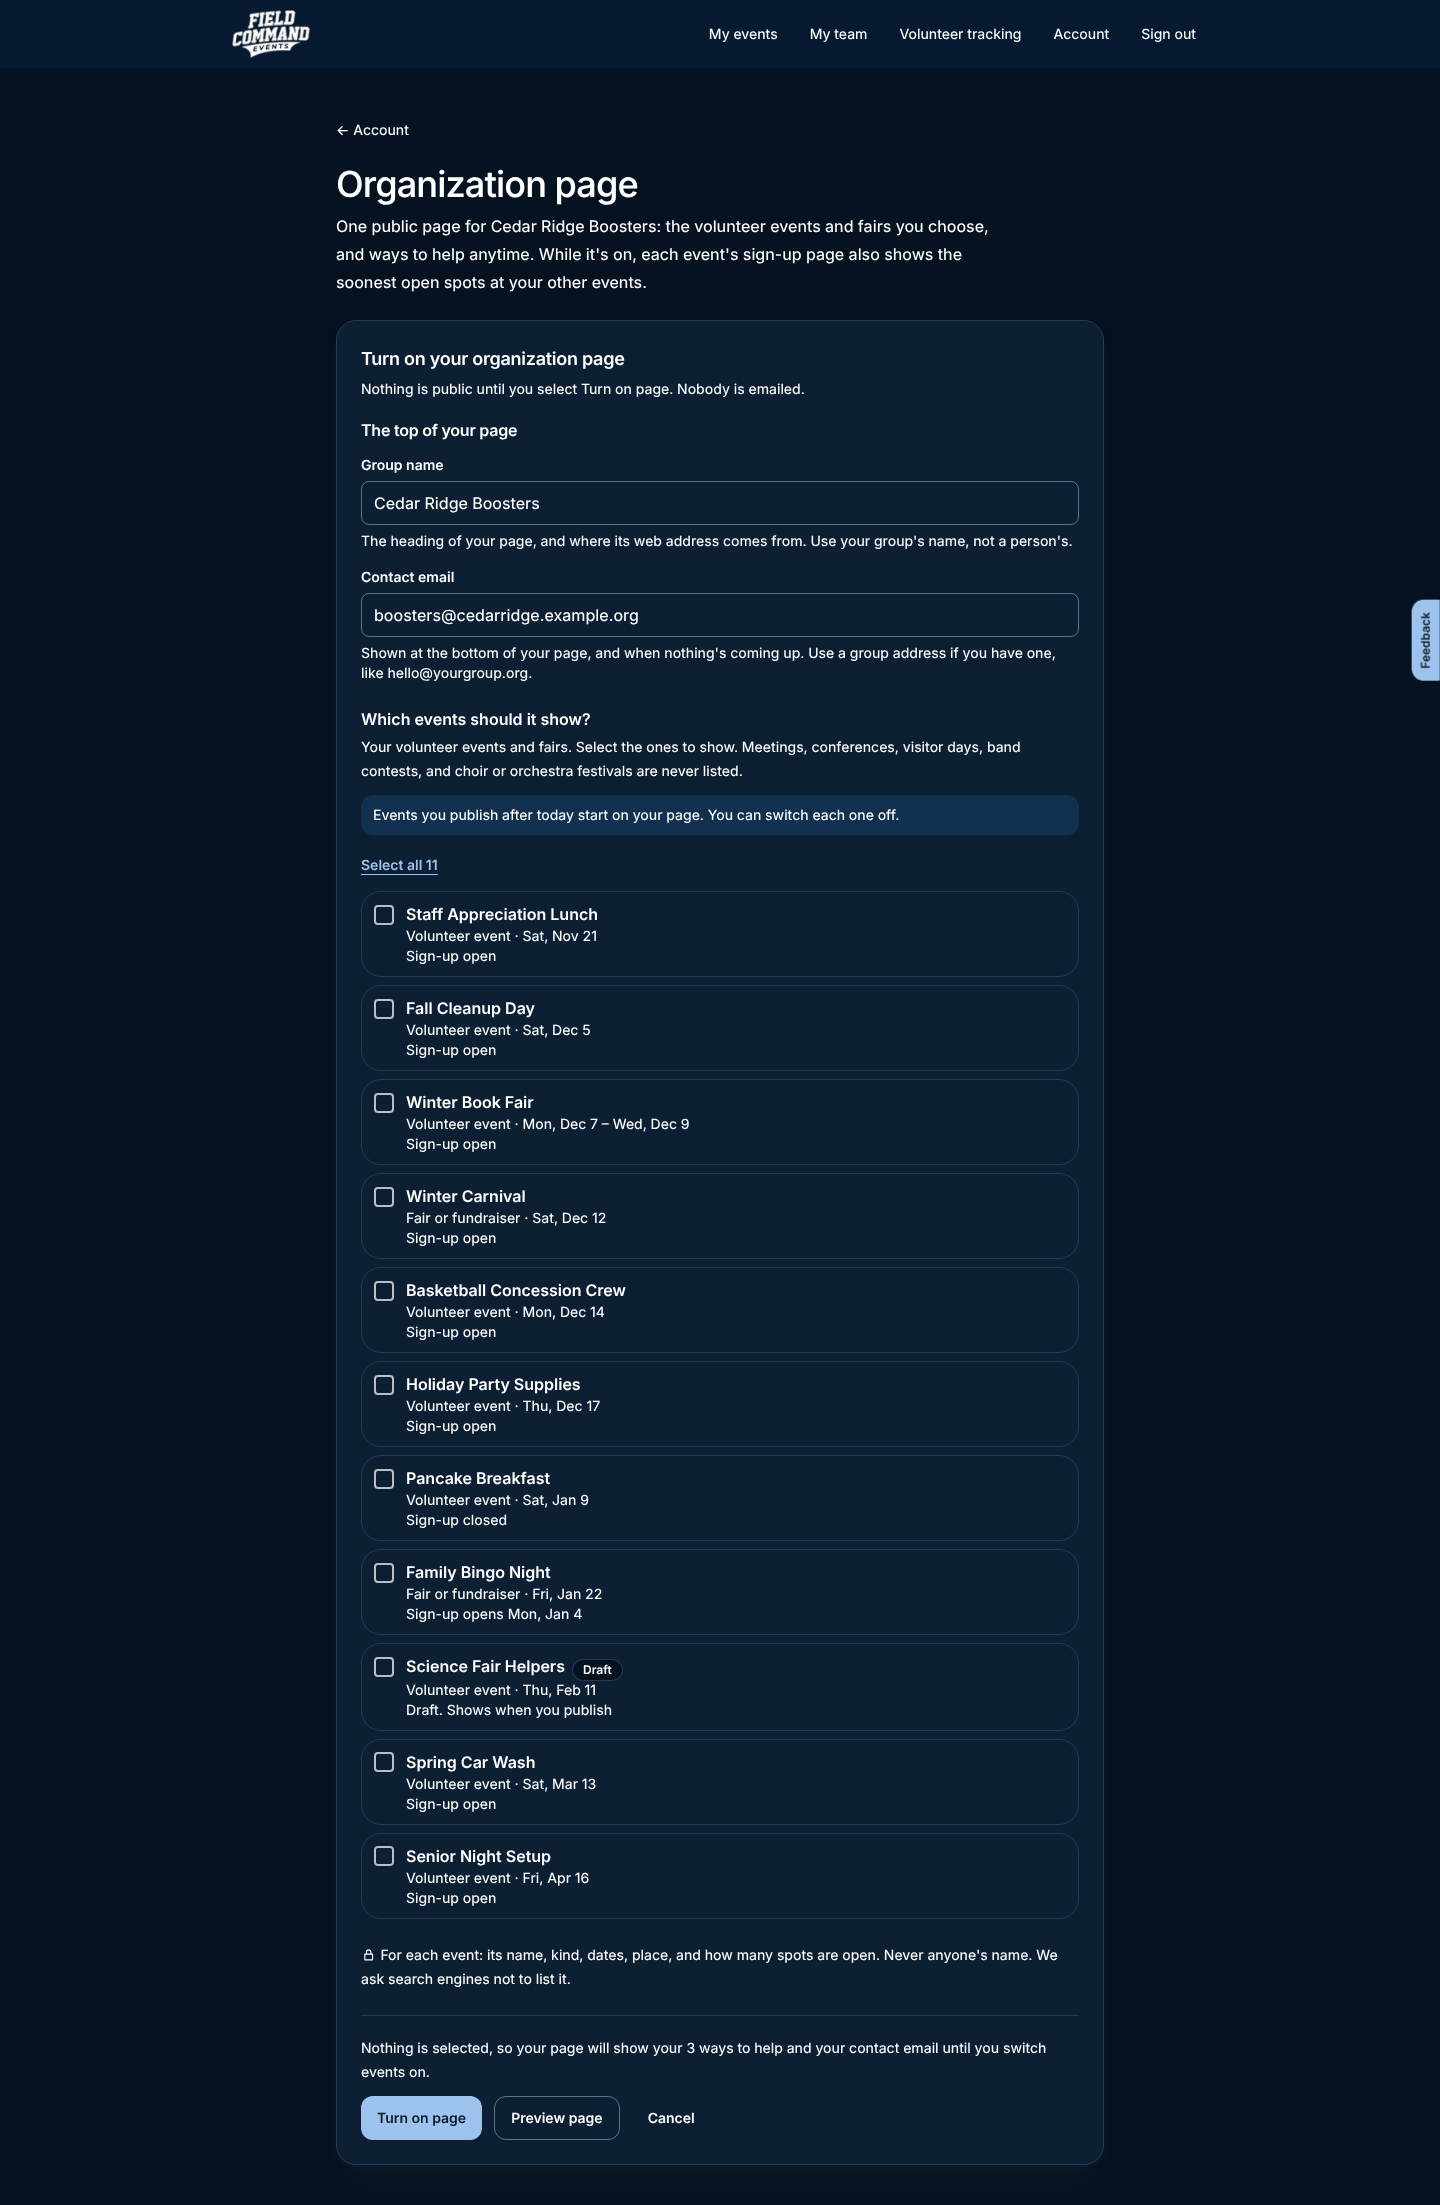 FIELD
COMMAND
EVENTS
My events
My team
Volunteer tracking
Account
Sign out
← Account
Organization page
One public page for Cedar Ridge Boosters: the volunteer events and fairs you choose,
and ways to help anytime. While it's on, each event's sign-up page also shows the
soonest open spots at your other events.
Turn on your organization page
Nothing is public until you select Turn on page. Nobody is emailed.
The top of your page
Group name
Cedar Ridge Boosters
The heading of your page, and where its web address comes from. Use your group's name, not a person's.
Contact email
boosters@cedarridge.example.org
Shown at the bottom of your page, and when nothing's coming up. Use a group address if you have one,
like hello@yourgroup.org.
Feedback
Which events should it show?
Your volunteer events and fairs. Select the ones to show. Meetings, conferences, visitor days, band
contests, and choir or orchestra festivals are never listed.
Events you publish after today start on your page. You can switch each one off.
Select all 11
Staff Appreciation Lunch
Volunteer event · Sat, Nov 21
Sign-up open
Fall Cleanup Day
Volunteer event · Sat, Dec 5
Sign-up open
Winter Book Fair
Volunteer event · Mon, Dec 7 – Wed, Dec 9
Sign-up open
Winter Carnival
Fair or fundraiser · Sat, Dec 12
Sign-up open
Basketball Concession Crew
Volunteer event · Mon, Dec 14
Sign-up open
Holiday Party Supplies
Volunteer event · Thu, Dec 17
Sign-up open
Pancake Breakfast
Volunteer event · Sat, Jan 9
Sign-up closed
Family Bingo Night
Fair or fundraiser · Fri, Jan 22
Sign-up opens Mon, Jan 4
Science Fair Helpers Draft
Volunteer event · Thu, Feb 11
Draft. Shows when you publish
Spring Car Wash
Volunteer event · Sat, Mar 13
Sign-up open
Senior Night Setup
Volunteer event · Fri, Apr 16
Sign-up open
For each event: its name, kind, dates, place, and how many spots are open. Never anyone's name. We
ask search engines not to list it.
Nothing is selected, so your page will show your 3 ways to help and your contact email until you switch
events on.
Turn on page
Preview page
Cancel